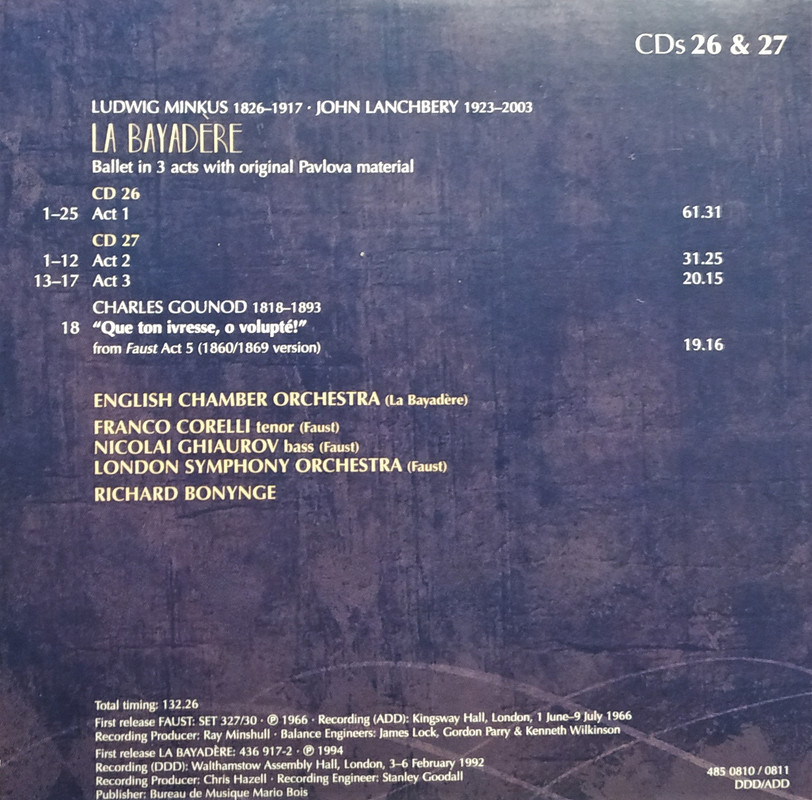 CDs 26 & 27
LUDWIG MINKUS 1826–1917 · JOHN LANCHBERY 1923–2003
LA BAYADÈRE
Ballet in 3 acts with original Pavlova material
CD 26
1–25 Act 1 61.31
CD 27
1–12 Act 2 31.25
13–17 Act 3 20.15
CHARLES GOUNOD 1818–1893
18 “Que ton ivresse, o volupté!”
from Faust Act 5 (1860/1869 version) 19.16
ENGLISH CHAMBER ORCHESTRA (La Bayadère)
FRANCO CORELLI tenor (Faust)
NICOLAI GHIAUROV bass (Faust)
LONDON SYMPHONY ORCHESTRA (Faust)
RICHARD BONYNGE
Total timing: 132.26
First release FAUST: SET 327/30 · ℗ 1966 · Recording (ADD): Kingsway Hall, London, 1 June–9 July 1966
Recording Producer: Ray Minshull · Balance Engineers: James Lock, Gordon Parry & Kenneth Wilkinson
First release LA BAYADÈRE: 436 917-2 · ℗ 1994
Recording (DDD): Walthamstow Assembly Hall, London, 3–6 February 1992
Recording Producer: Chris Hazell · Recording Engineer: Stanley Goodall
Publisher: Bureau de Musique Mario Bois
485 0810 / 0811
DDD/ADD